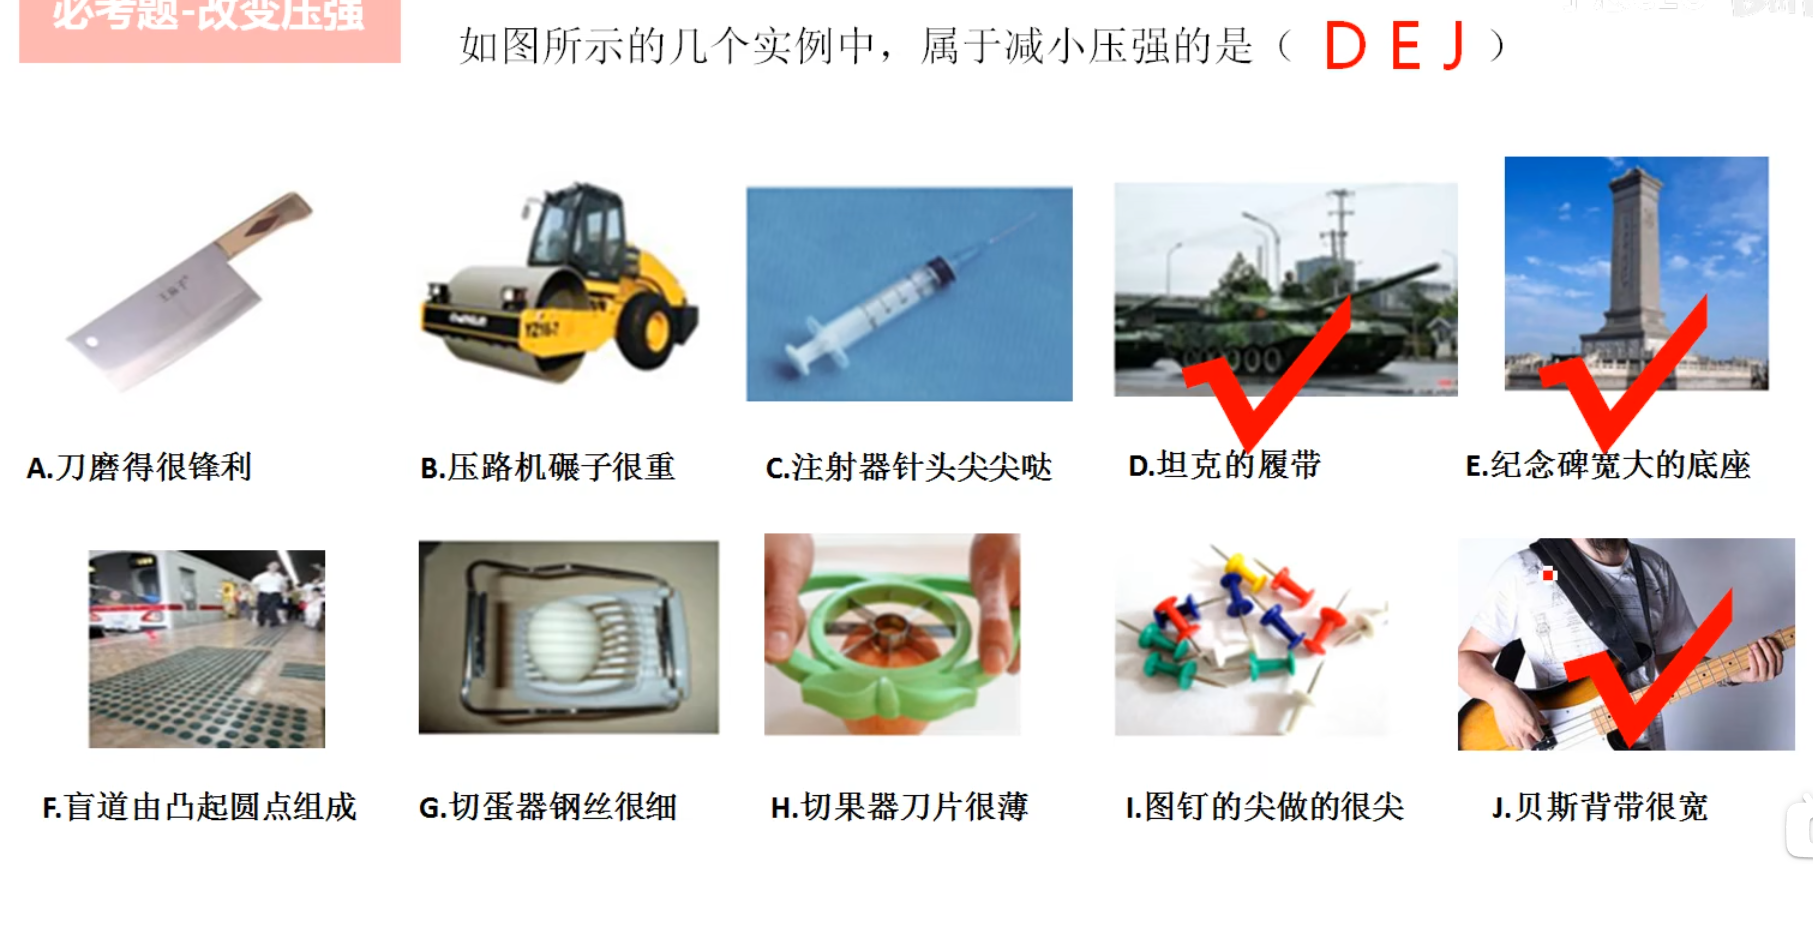 必考题-改变压强
如图所示的几个实例中，属于减小压强的是（ D E J ）
A.刀磨得很锋利
B.压路机碾子很重
C.注射器针头尖尖哒
D.坦克的履带
E.纪念碑宽大的底座
F.盲道由凸起圆点组成
G.切蛋器钢丝很细
H.切果器刀片很薄
I.图钉的尖做的很尖
J.贝斯背带很宽